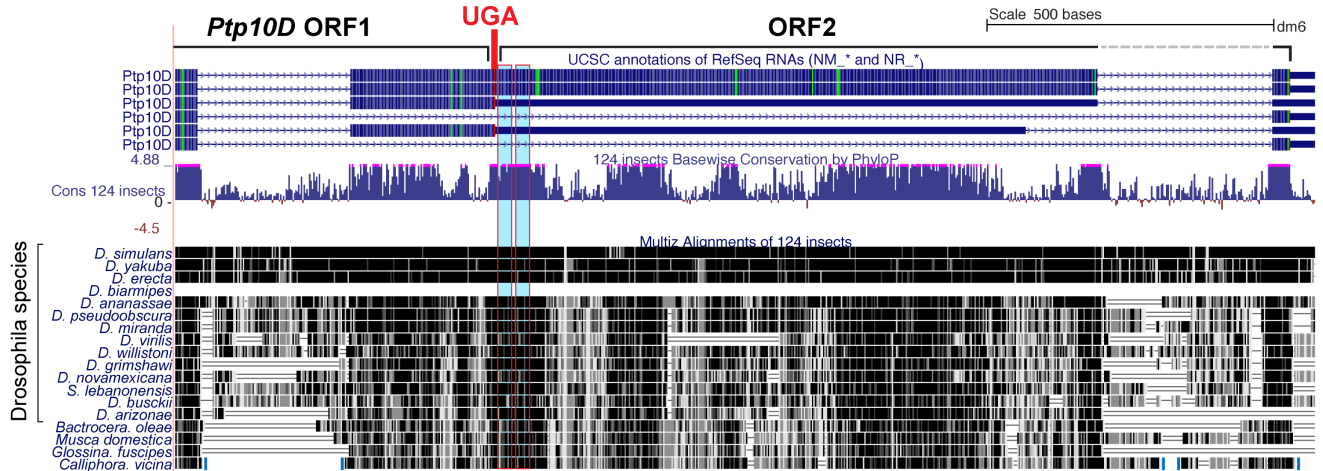 Ptp10D ORF1
UGA
ORF2
Scale 500 bases
dm6
UCSC annotations of RefSeq RNAs (NM_* and NR_*)
Ptp10D
Ptp10D
Ptp10D
Ptp10D
Ptp10D
Ptp10D
4.88
124 insects Basewise Conservation by PhyloP
Cons 124 insects
0 -
-4.5
Multiz Alignments of 124 insects
Drosophila species
D. simulans
D. yakuba
D. erecta
D. biarmipes
D. ananassae
D. pseudoobscura
D. miranda
D. virilis
D. willistoni
D. grimshawi
D. novamexicana
S. lebanonensis
D. busckii
D. arizonae
Bactrocera. oleae
Musca domestica
Glossina. fuscipes
Calliphora. vicina